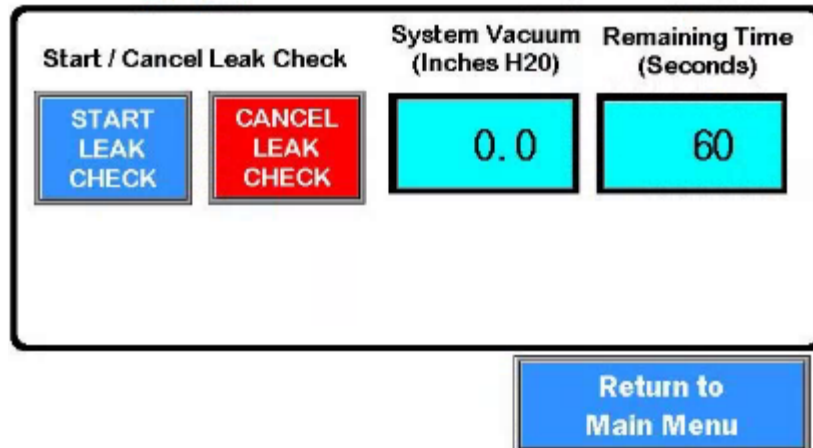 Start / Cancel Leak Check
System Vacuum
(Inches H20)
Remaining Time
(Seconds)
START
LEAK
CHECK
CANCEL
LEAK
CHECK
0.0
60
Return to
Main Menu